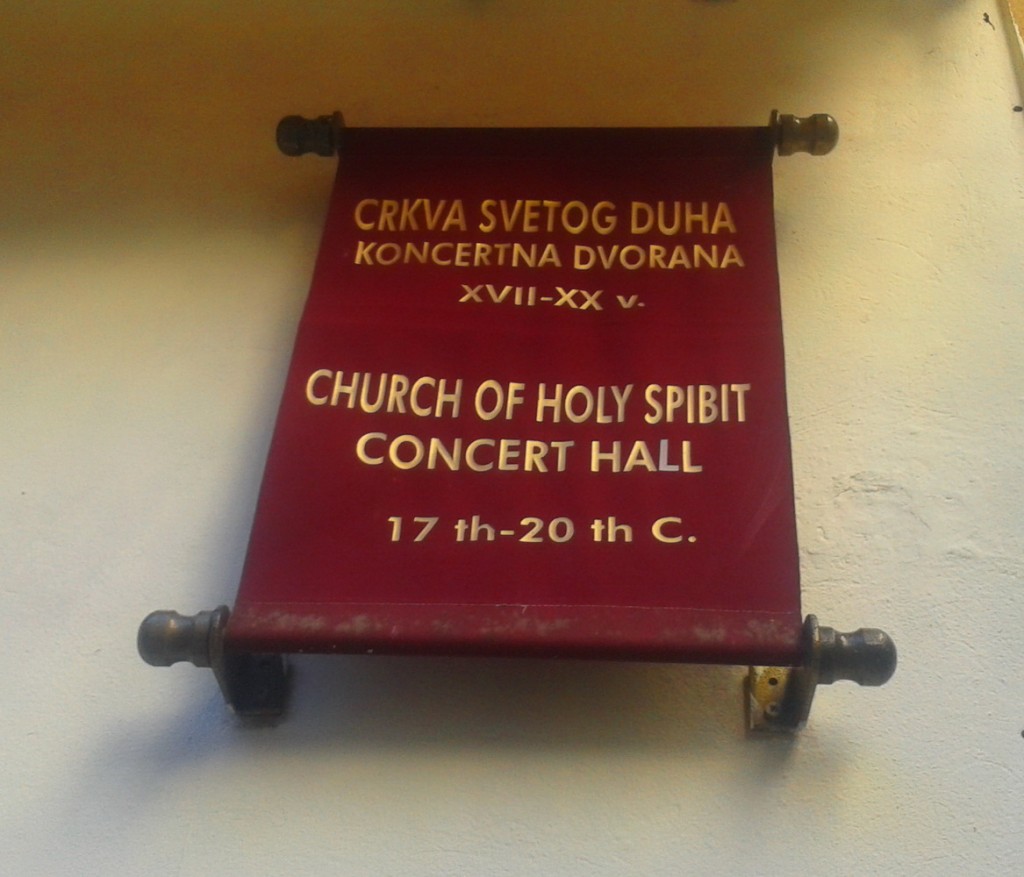 CRKVA SVETOG DUHA
KONCERTNA DVORANA
XVII-XX v.
CHURCH OF HOLY SPIBIT
CONCERT HALL
17 th-20 th C.